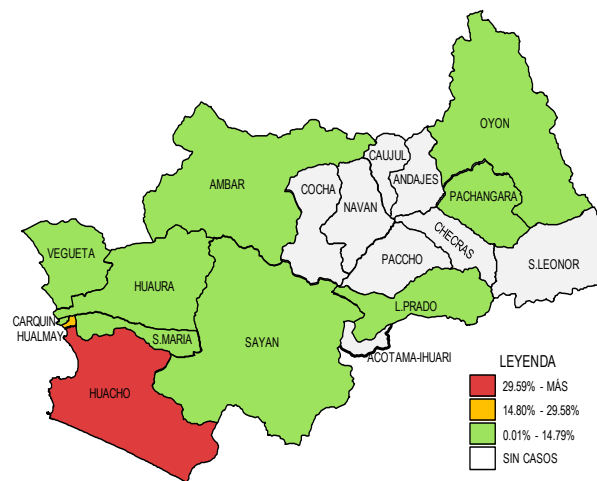 OYON
CAUJUL
ANDAJES
AMBAR
COCHA
NAVAN
PACHANGARA
CHECRAS
VEGUETA
HUAURA
PACCHO
S.LEONOR
L.PRADO
CARQUIN
HUALMAY
S.MARIA
SAYAN
ACOTAMA-IHUARI
HUACHO
LEYENDA
29.59% - MÁS
14.80% - 29.58%
0.01% - 14.79%
SIN CASOS